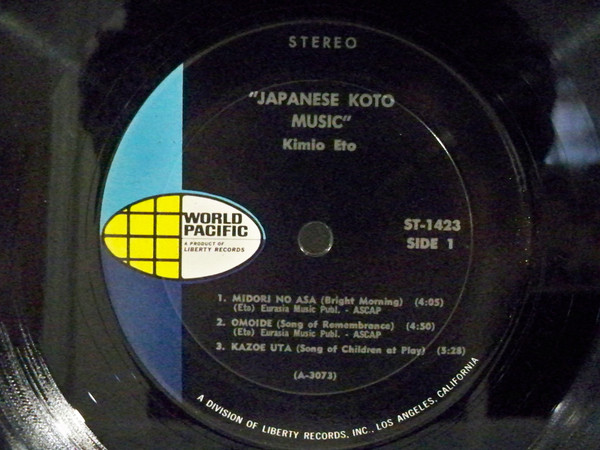 STEREO
"JAPANESE KOTO
MUSIC"
Kimio Eto
WORLD
PACIFIC
A PRODUCT OF
LIBERTY RECORDS
ST-1423
SIDE 1
1. MIDORI NO ASA (Bright Morning) (4:05)
(Eto) Eurasia Music Publ. - ASCAP
2. OMOIDE (Song of Remembrance) (4:50)
(Eto) Eurasia Music Publ. - ASCAP
3. KAZOE UTA (Song of Children at Play) (5:28)
(A-3073)
A DIVISION OF LIBERTY RECORDS, INC., LOS ANGELES, CALIFORNIA